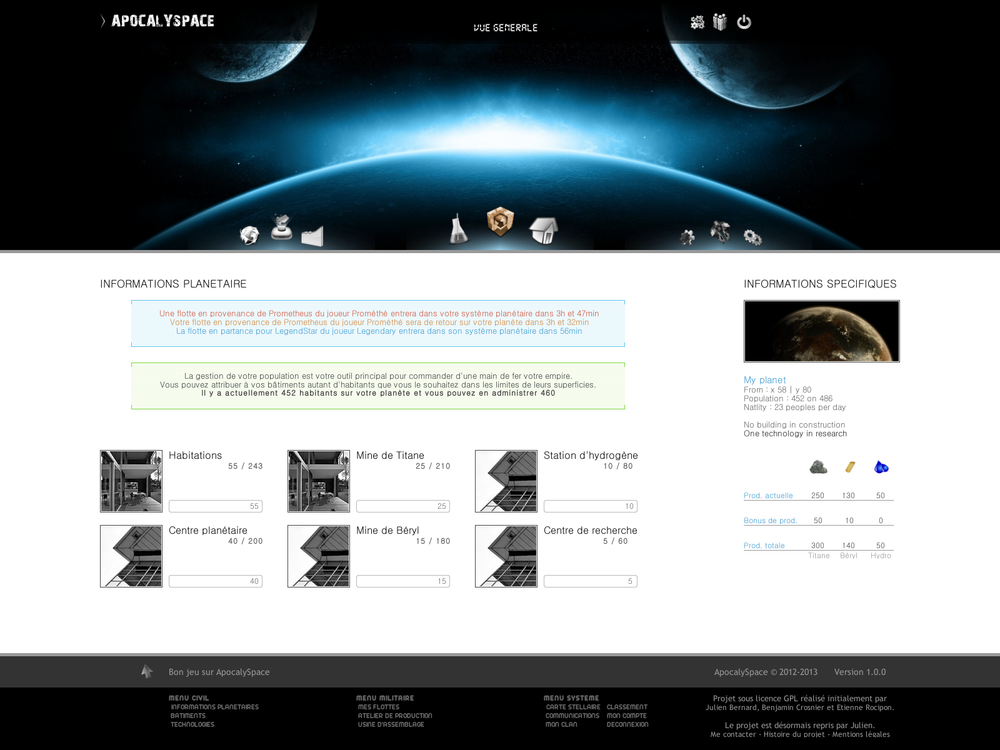 APOCALYSPACE
VUE GENERALE
INFORMATIONS PLANETAIRE
Une flotte en provenance de Prometheus du joueur Prométhé entrera dans votre système planétaire dans 3h et 47min
Votre flotte en provenance de Prometheus du joueur Prométhé sera de retour sur votre planète dans 3h et 32min
La flotte en partance pour LegendStar du joueur Legendary entrera dans son système planétaire dans 56min
La gestion de votre population est votre outil principal pour commander d'une main de fer votre empire.
Vous pouvez attribuer à vos bâtiments autant d'habitants que vous le souhaitez dans les limites de leurs superficies.
Il y a actuellement 452 habitants sur votre planète et vous pouvez en administrer 460
Habitations
55 / 243
55
Mine de Titane
25 / 210
25
Station d'hydrogène
10 / 80
10
Centre planétaire
40 / 200
40
Mine de Béryl
15 / 180
15
Centre de recherche
5 / 60
5
INFORMATIONS SPECIFIQUES
My planet
From : x 58 | y 80
Population : 452 on 486
Natlity : 23 peoples per day
No building in construction
One technology in research
Prod. actuelle 250 130 50
Bonus de prod. 50 10 0
Prod. totale 300 140 50
Titane Béryl Hydro
Bon jeu sur ApocalySpace
ApocalySpace © 2012-2013 Version 1.0.0
MENU CIVIL
INFORMATIONS PLANETAIRES
BATIMENTS
TECHNOLOGIES
MENU MILITAIRE
MES FLOTTES
ATELIER DE PRODUCTION
USINE D'ASSEMBLAGE
MENU SYSTEME
CARTE STELLAIRE CLASSEMENT
COMMUNICATIONS MON COMPTE
MON CLAN DECONNEXION
Projet sous licence GPL réalisé initialement par
Julien Bernard, Benjamin Crosnier et Etienne Rocipon.
Le projet est désormais repris par Julien.
Me contacter - Histoire du projet - Mentions légales